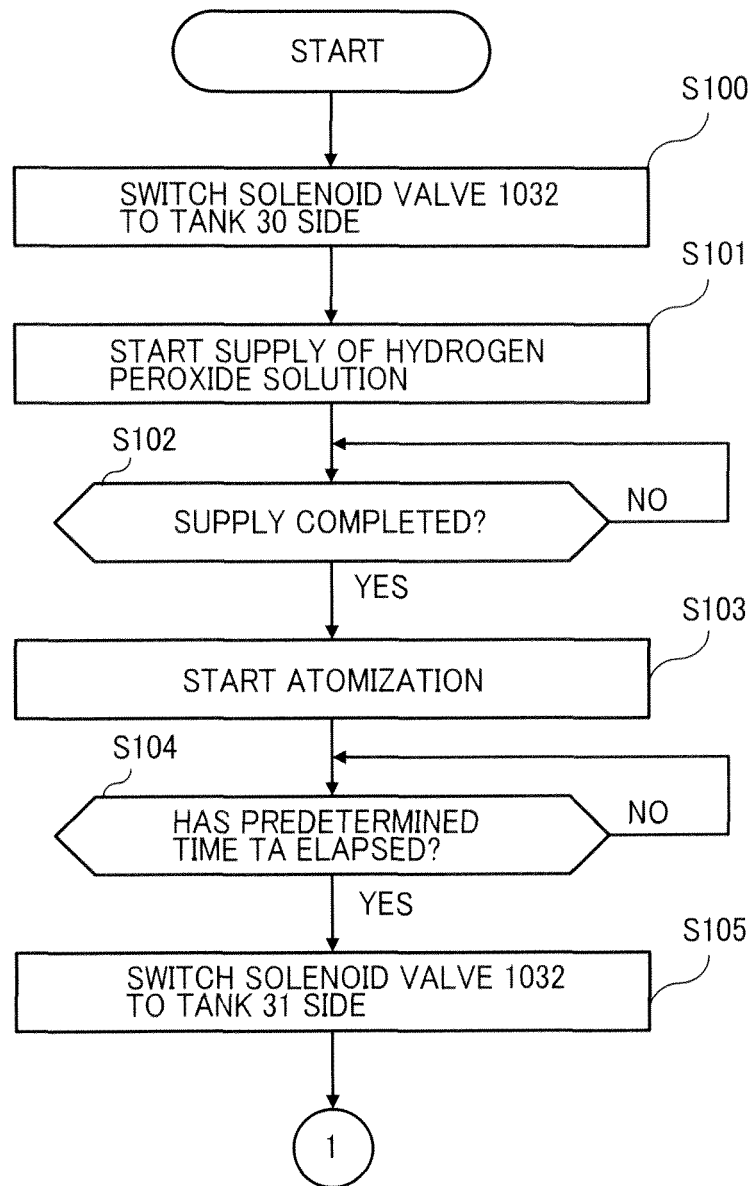 START
S100
SWITCH SOLENOID VALVE 1032
TO TANK 30 SIDE
S101
START SUPPLY OF HYDROGEN
PEROXIDE SOLUTION
S102
SUPPLY COMPLETED?
NO
YES
S103
START ATOMIZATION
S104
HAS PREDETERMINED
TIME TA ELAPSED?
NO
YES
S105
SWITCH SOLENOID VALVE 1032
TO TANK 31 SIDE
1